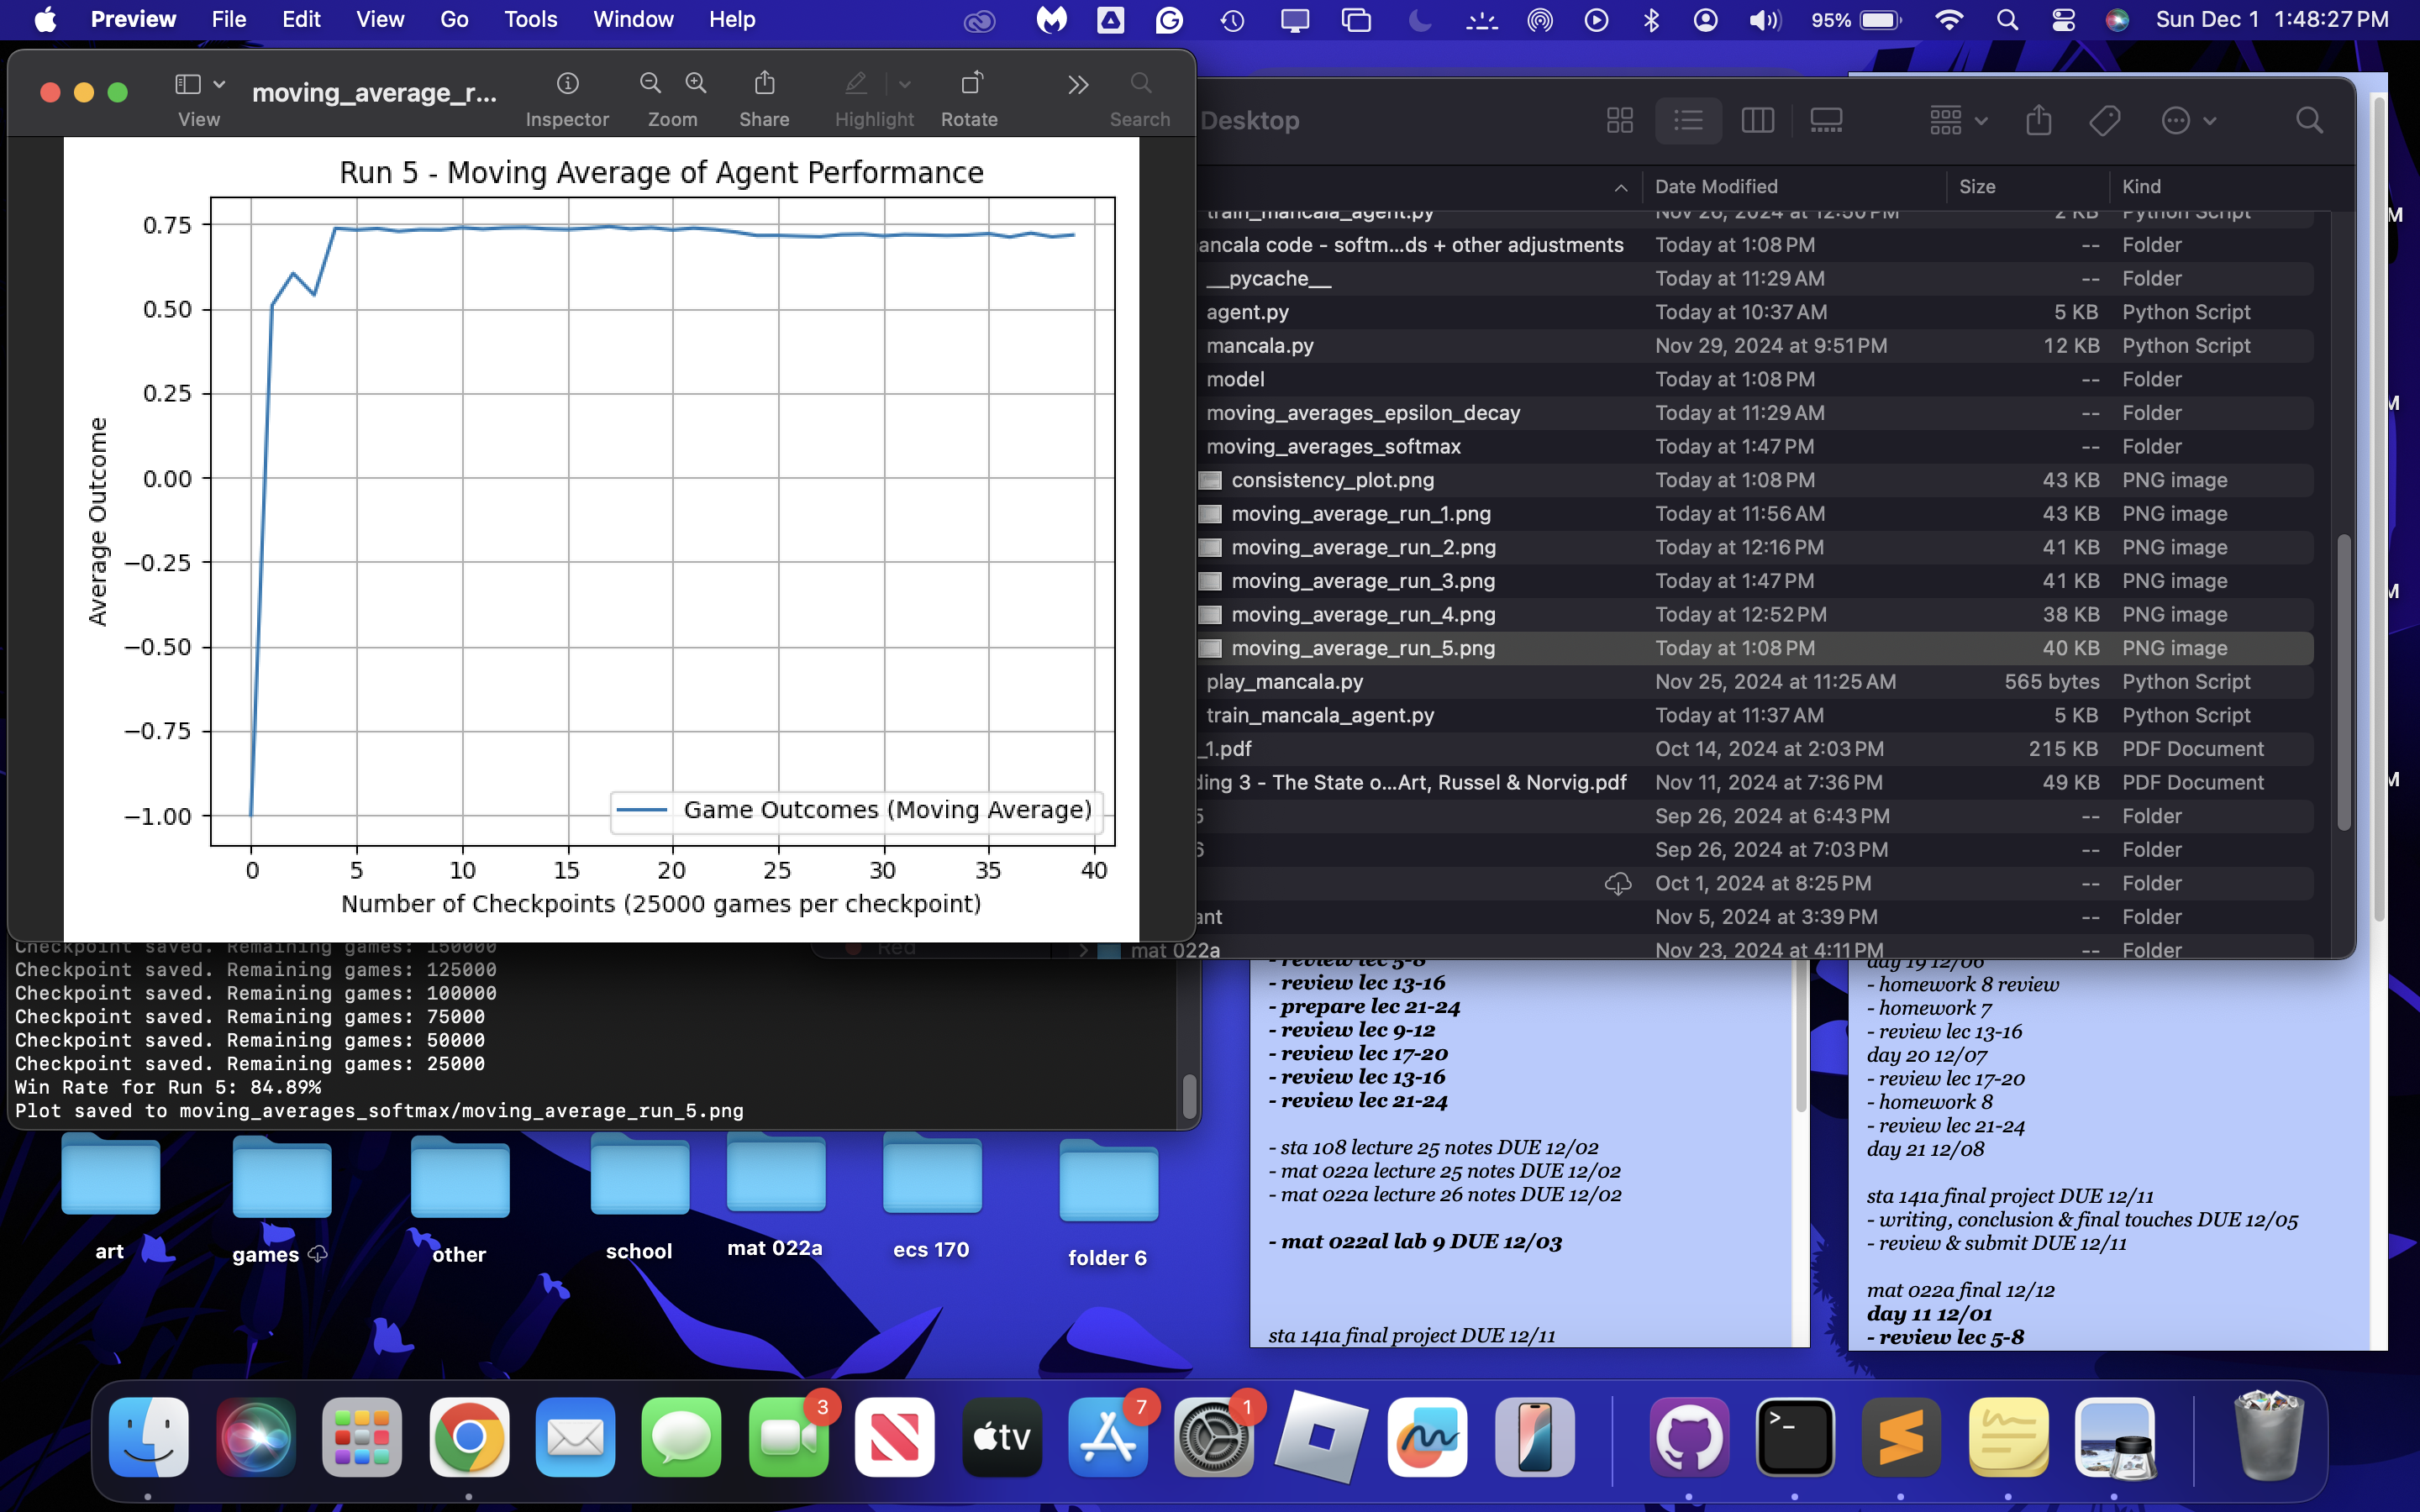 Preview File Edit View Go Tools Window Help 95% Sun Dec 1 1:48:27 PM
moving_average_r...
View Inspector Zoom Share Highlight Rotate Search
Run 5 - Moving Average of Agent Performance
0.75
0.50
0.25
0.00
−0.25
−0.50
−0.75
−1.00
Average Outcome
Game Outcomes (Moving Average)
0 5 10 15 20 25 30 35 40
Number of Checkpoints (25000 games per checkpoint)
Desktop
Date Modified Size Kind
train_mancala_agent.py Nov 26, 2024 at 12:50 PM 2 KB Python Script
ancala code - softm...ds + other adjustments Today at 1:08 PM -- Folder
__pycache__ Today at 11:29 AM -- Folder
agent.py Today at 10:37 AM 5 KB Python Script
mancala.py Nov 29, 2024 at 9:51 PM 12 KB Python Script
model Today at 1:08 PM -- Folder
moving_averages_epsilon_decay Today at 11:29 AM -- Folder
moving_averages_softmax Today at 1:47 PM -- Folder
consistency_plot.png Today at 1:08 PM 43 KB PNG image
moving_average_run_1.png Today at 11:56 AM 43 KB PNG image
moving_average_run_2.png Today at 12:16 PM 41 KB PNG image
moving_average_run_3.png Today at 1:47 PM 41 KB PNG image
moving_average_run_4.png Today at 12:52 PM 38 KB PNG image
moving_average_run_5.png Today at 1:08 PM 40 KB PNG image
play_mancala.py Nov 25, 2024 at 11:25 AM 565 bytes Python Script
train_mancala_agent.py Today at 11:37 AM 5 KB Python Script
_1.pdf Oct 14, 2024 at 2:03 PM 215 KB PDF Document
ding 3 - The State o...Art, Russel & Norvig.pdf Nov 11, 2024 at 7:36 PM 49 KB PDF Document
5 Sep 26, 2024 at 6:43 PM -- Folder
6 Sep 26, 2024 at 7:03 PM -- Folder
Oct 1, 2024 at 8:25 PM -- Folder
ant Nov 5, 2024 at 3:39 PM -- Folder
mat 022a Nov 23, 2024 at 4:11 PM -- Folder
Red
Checkpoint saved. Remaining games: 150000
Checkpoint saved. Remaining games: 125000
Checkpoint saved. Remaining games: 100000
Checkpoint saved. Remaining games: 75000
Checkpoint saved. Remaining games: 50000
Checkpoint saved. Remaining games: 25000
Win Rate for Run 5: 84.89%
Plot saved to moving_averages_softmax/moving_average_run_5.png
- review lec 5-8
- review lec 13-16
- prepare lec 21-24
- review lec 9-12
- review lec 17-20
- review lec 13-16
- review lec 21-24
- sta 108 lecture 25 notes DUE 12/02
- mat 022a lecture 25 notes DUE 12/02
- mat 022a lecture 26 notes DUE 12/02
- mat 022al lab 9 DUE 12/03
sta 141a final project DUE 12/11
day 19 12/06
- homework 8 review
- homework 7
- review lec 13-16
day 20 12/07
- review lec 17-20
- homework 8
- review lec 21-24
day 21 12/08
sta 141a final project DUE 12/11
- writing, conclusion & final touches DUE 12/05
- review & submit DUE 12/11
mat 022a final 12/12
day 11 12/01
- review lec 5-8
art
games
other
school
mat 022a
ecs 170
folder 6
3
tv
7
1